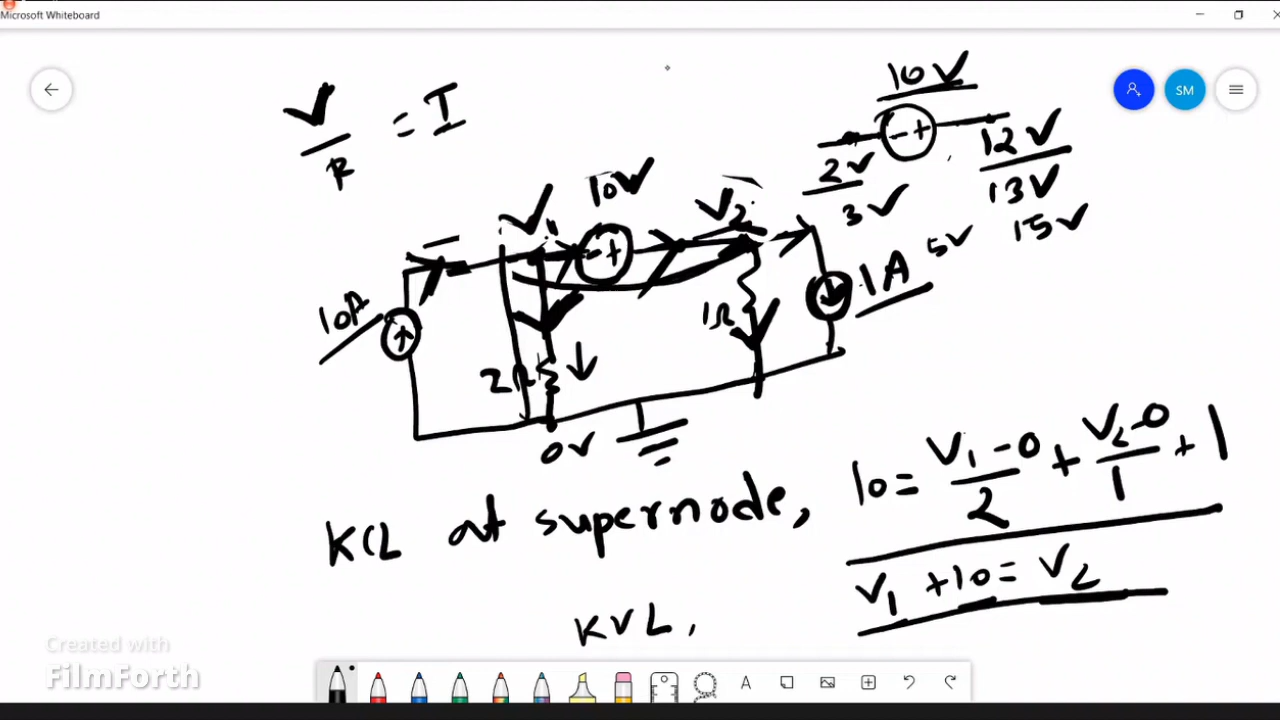 Microsoft Whiteboard
SM
V/R = I
10V
- +
2V 12V
3V 13V
5V 15V
V1 10V V2
- +
10A
2Ω
1Ω
1A
0V
KCL at supernode, 10 = (V1-0)/2 + (V2-0)/1 + 1
V1 + 10 = V2
KVL,
Created with
FilmForth
A